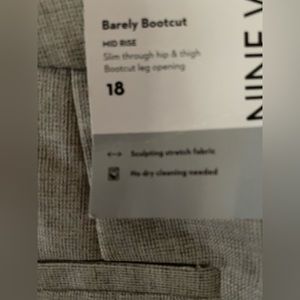 Barely Bootcut
MID RISE
Slim through hip & thigh
Bootcut leg opening
18
Sculpting stretch fabric
No dry cleaning needed
NINE